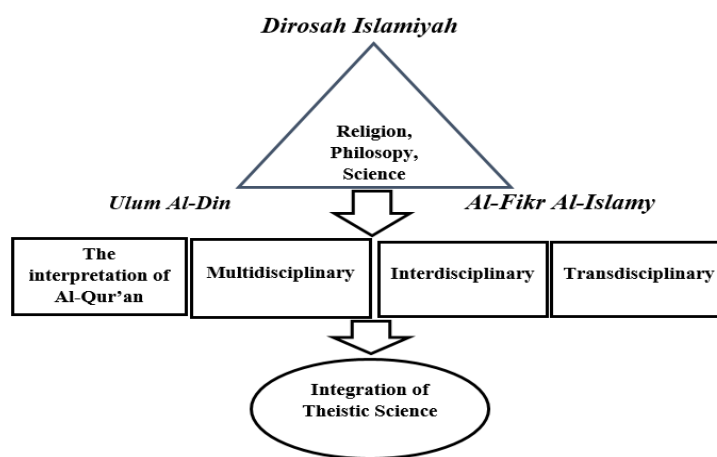 Dirosah Islamiyah
Religion,
Philosopy,
Science
Ulum Al-Din
Al-Fikr Al-Islamy
The
interpretation of
Al-Qur’an
Multidisciplinary
Interdisciplinary
Transdisciplinary
Integration of
Theistic Science